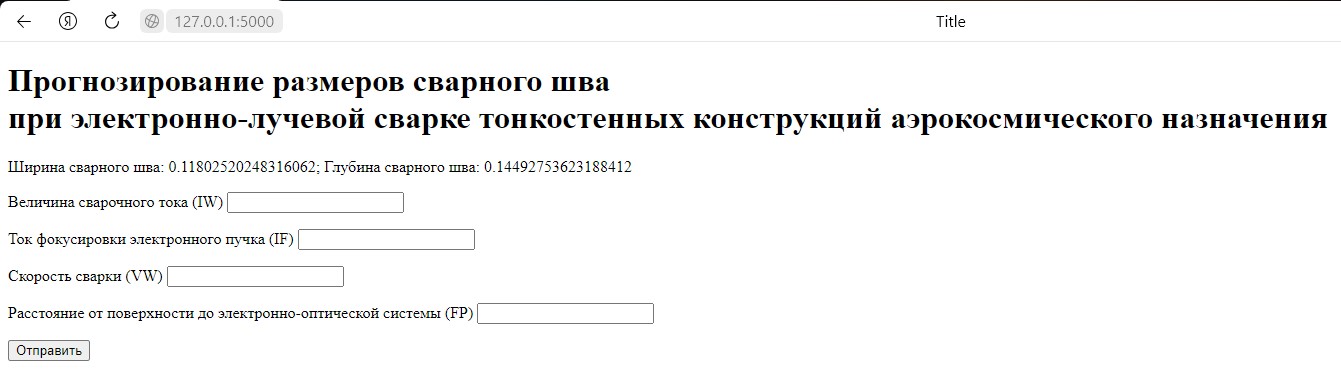 127.0.0.1:5000
Title
Прогнозирование размеров сварного шва
при электронно-лучевой сварке тонкостенных конструкций аэрокосмического назначения
Ширина сварного шва: 0.11802520248316062; Глубина сварного шва: 0.14492753623188412
Величина сварочного тока (IW)
Ток фокусировки электронного пучка (IF)
Скорость сварки (VW)
Расстояние от поверхности до электронно-оптической системы (FP)
Отправить